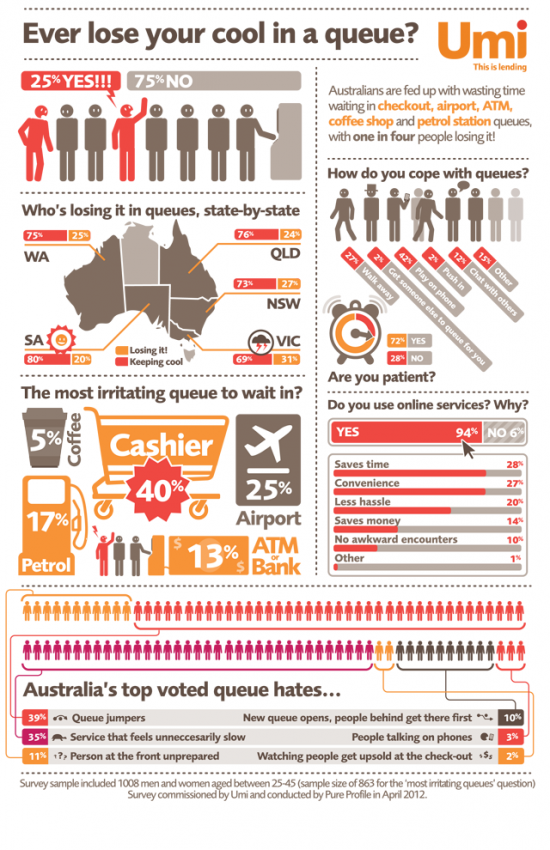 Ever lose your cool in a queue?
Umi
This is lending
25% YES!!! 75% NO
Australians are fed up with wasting time
waiting in checkout, airport, ATM,
coffee shop and petrol station queues,
with one in four people losing it!
How do you cope with queues?
27% Walk away
2% Get someone else to queue for you
42% Play on phone
2% Push in
12% Chat with others
15% Other
Who's losing it in queues, state-by-state
75% 25%
WA
76% 24%
QLD
73% 27%
NSW
SA
80% 20%
VIC
69% 31%
Losing it!
Keeping cool
72% YES
28% NO
Are you patient?
The most irritating queue to wait in?
5% Coffee
Cashier
40%
25%
Airport
17%
Petrol
$ 13% $
ATM
or
Bank
Do you use online services? Why?
YES 94% NO 6%
Saves time 28%
Convenience 27%
Less hassle 20%
Saves money 14%
No awkward encounters 10%
Other 1%
Australia's top voted queue hates...
39% Queue jumpers
New queue opens, people behind get there first 10%
35% Service that feels unneccesarily slow
People talking on phones 3%
11% Person at the front unprepared
Watching people get upsold at the check-out $ 2%
Survey sample included 1008 men and women aged between 25-45 (sample size of 863 for the 'most irritating queues' question)
Survey commissioned by Umi and conducted by Pure Profile in April 2012.